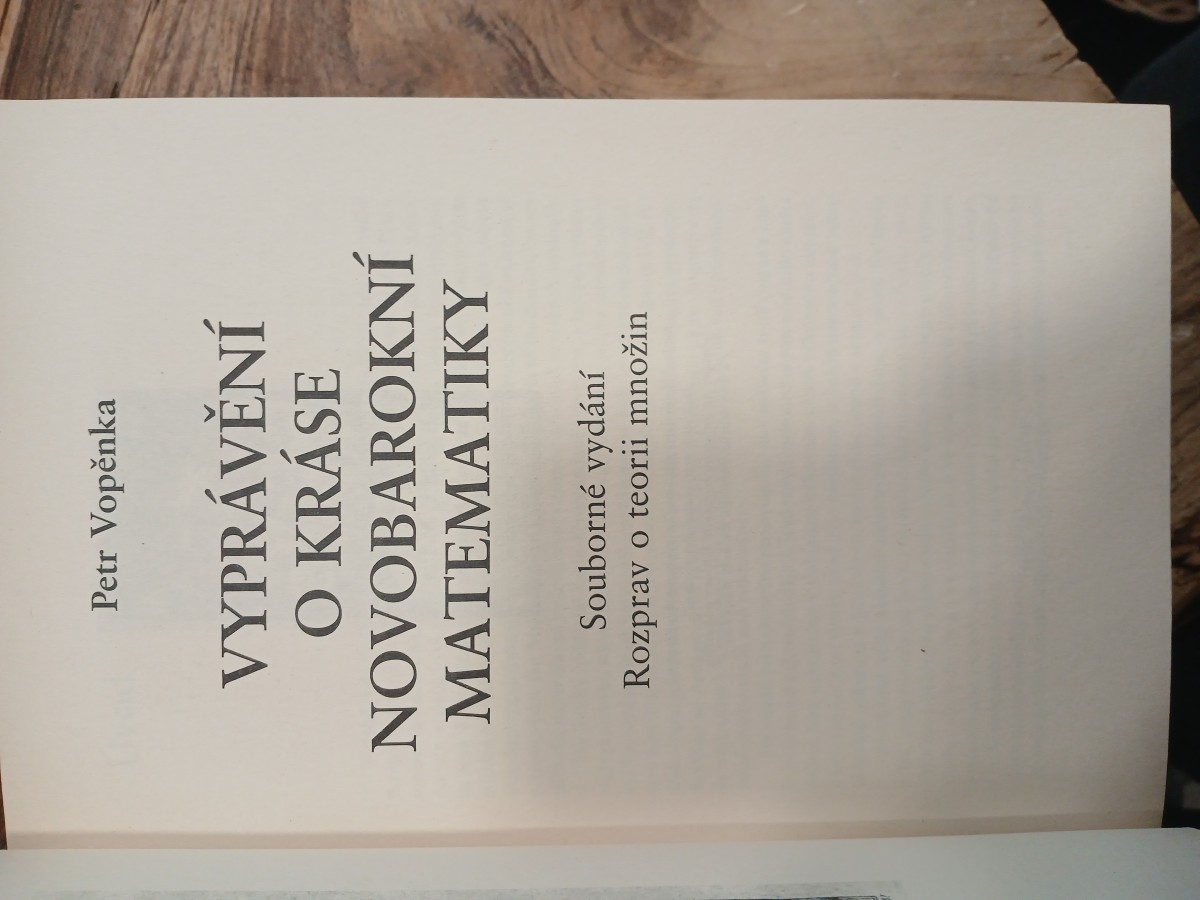 Petr Vopěnka
VYPRÁVĚNÍ
O KRÁSE
NOVOBAROKNÍ
MATEMATIKY
Souborné vydání
Rozprav o teorii množin